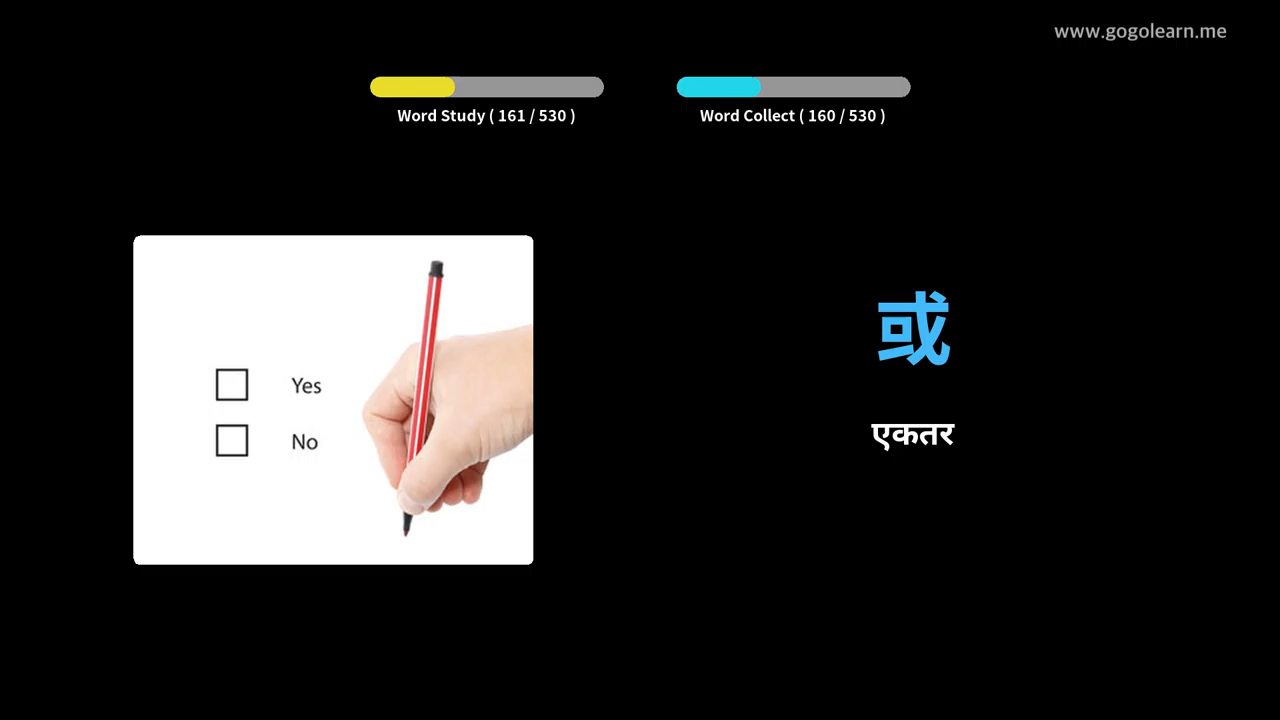 www.gogolearn.me
Word Study ( 161 / 530 )
Word Collect ( 160 / 530 )
Yes
No
或
एकतर